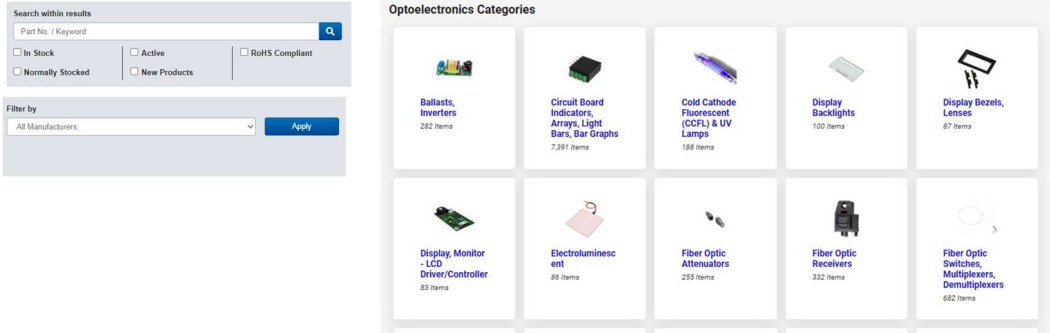 Search within results
Part No. / Keyword
In Stock
Active
RoHS Compliant
Normally Stocked
New Products
Filter by
All Manufacturers
Apply
Optoelectronics Categories
Ballasts,
Inverters
282 Items
Circuit Board
Indicators,
Arrays, Light
Bars, Bar Graphs
7,391 Items
Cold Cathode
Fluorescent
(CCFL) & UV
Lamps
188 Items
Display
Backlights
100 Items
Display Bezels,
Lenses
87 Items
Display, Monitor
- LCD
Driver/Controller
83 Items
Electroluminesc
ent
86 Items
Fiber Optic
Attenuators
255 Items
Fiber Optic
Receivers
332 Items
Fiber Optic
Switches,
Multiplexers,
Demultiplexers
682 Items